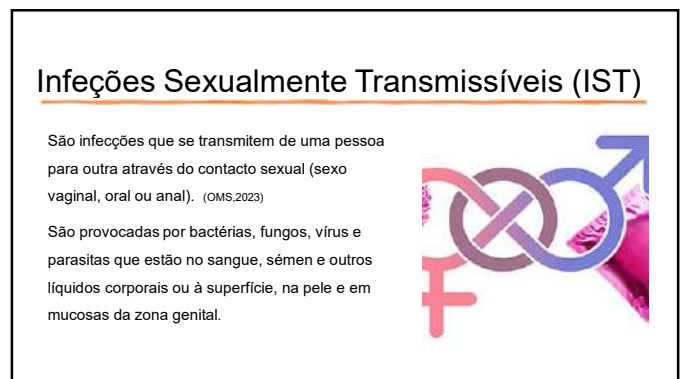 Infeções Sexualmente Transmissíveis (IST)
São infecções que se transmitem de uma pessoa
para outra através do contacto sexual (sexo
vaginal, oral ou anal). (OMS,2023)
São provocadas por bactérias, fungos, vírus e
parasitas que estão no sangue, sémen e outros
líquidos corporais ou à superfície, na pele e em
mucosas da zona genital.